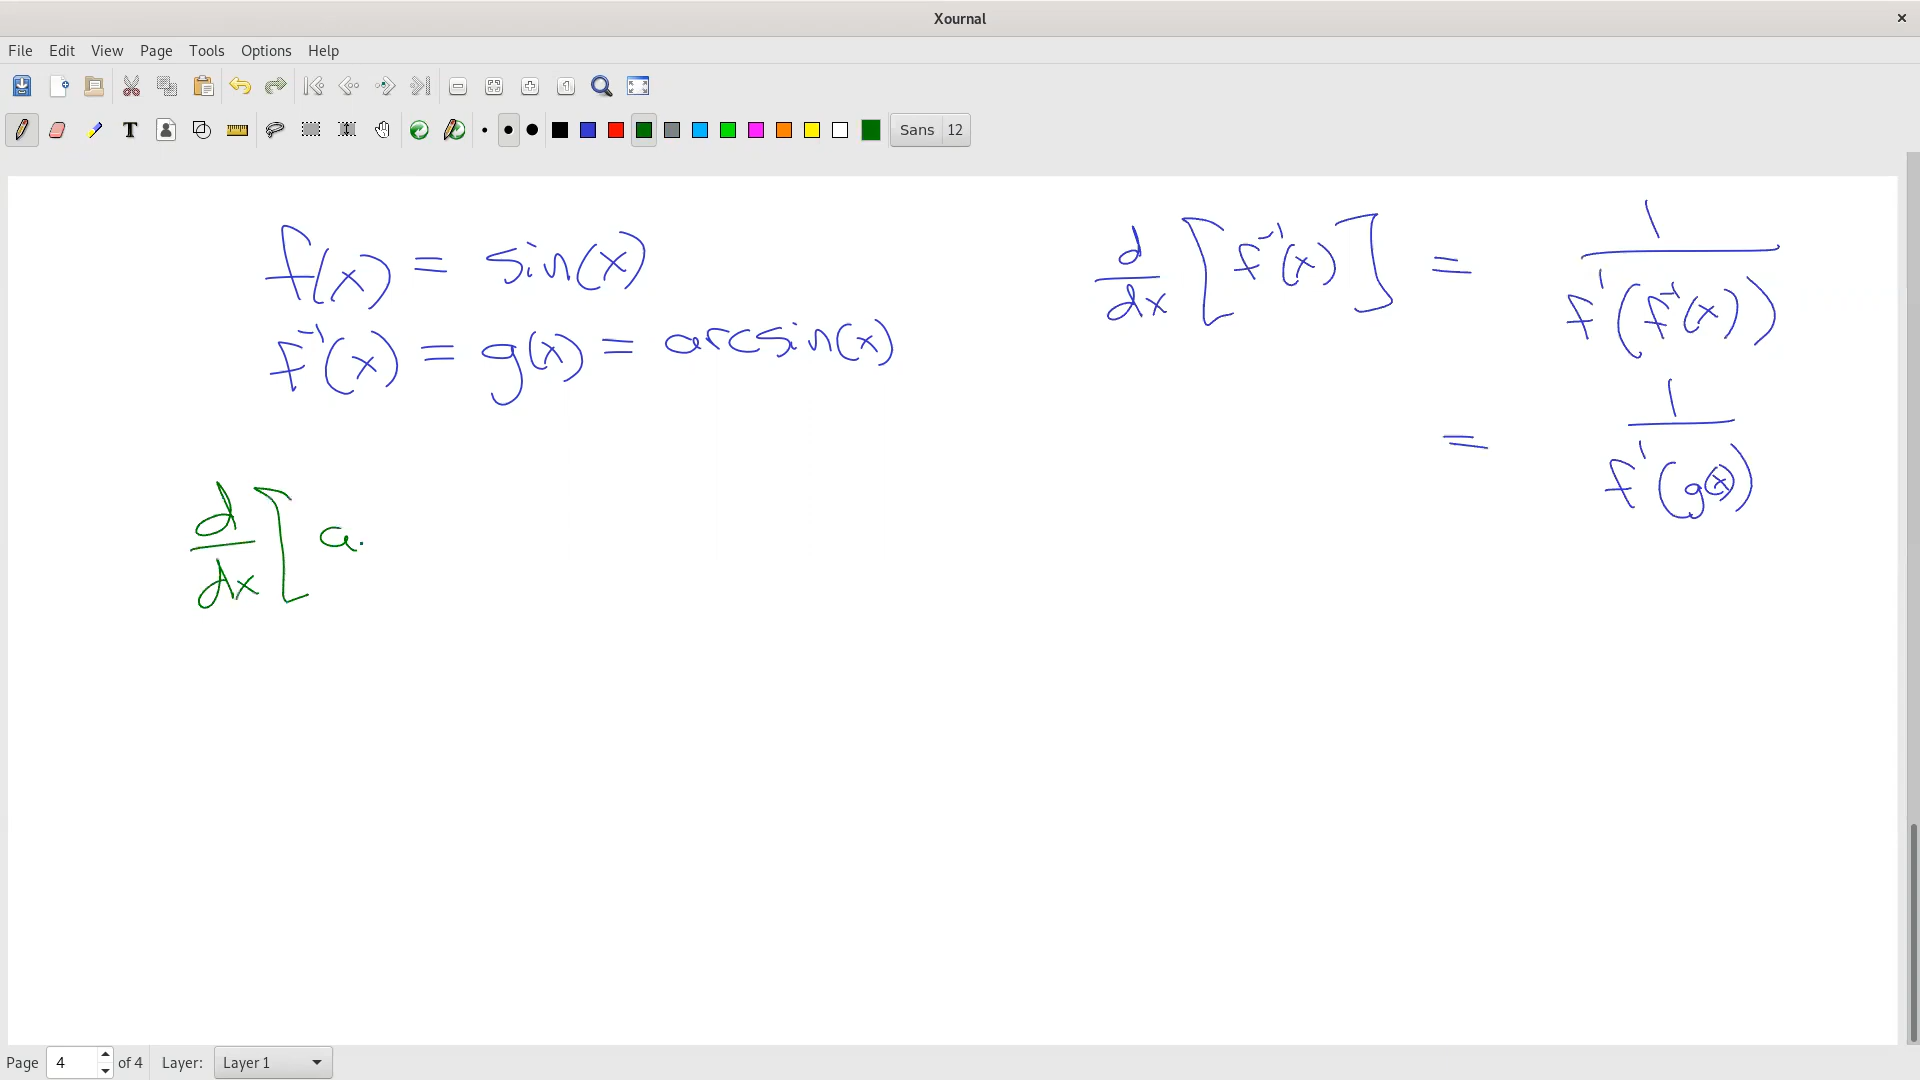 Xournal ×
File Edit View Page Tools Options Help
T Sans 12
f(x) = sin(x)
f⁻¹(x) = g(x) = arcsin(x)
d/dx [f⁻¹(x)] = 1/f'(f⁻¹(x))
= 1/f'(g(x))
d/dx [ a
Page 4 of 4 Layer: Layer 1